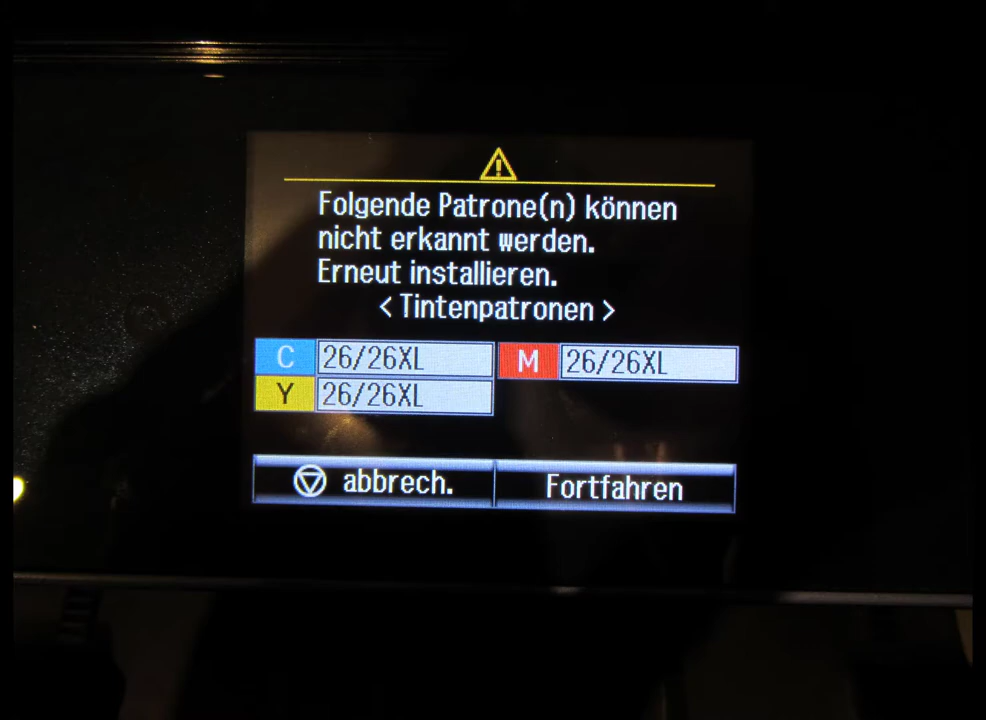 Folgende Patrone(n) können
nicht erkannt werden.
Erneut installieren.
< Tintenpatronen >
C 26/26XL M 26/26XL
Y 26/26XL
abbrech. Fortfahren